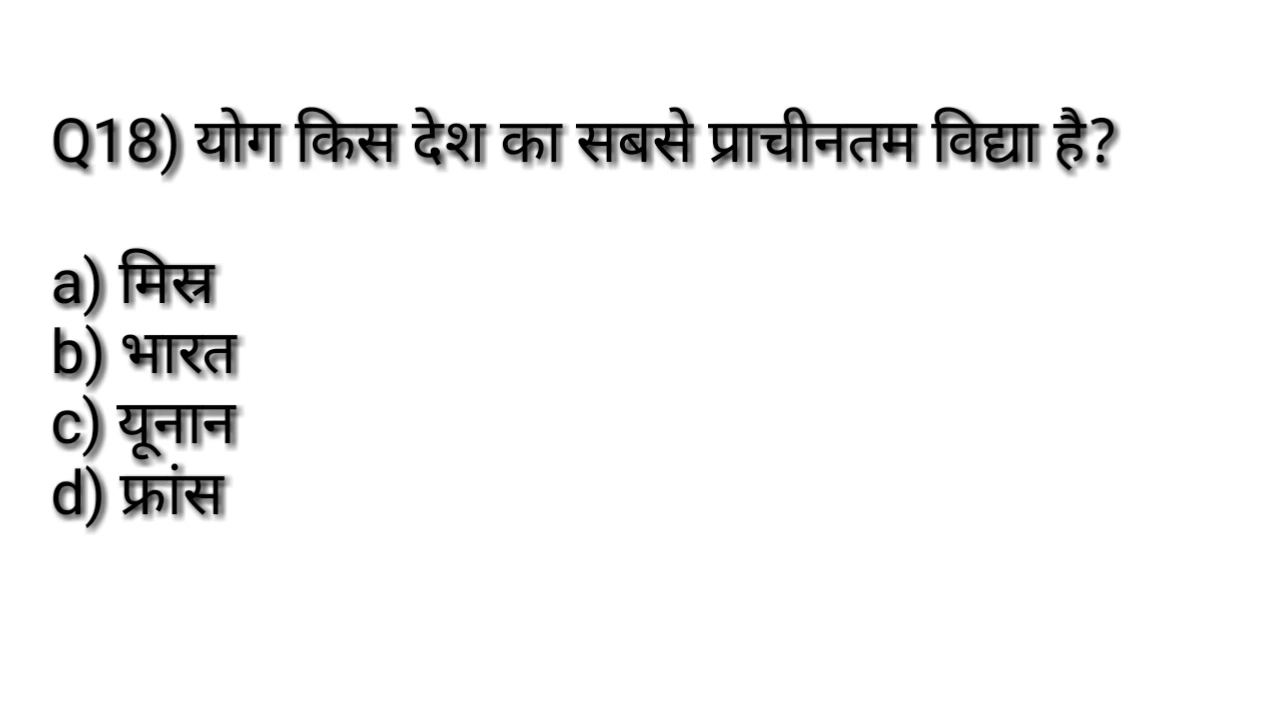 Q18) योग किस देश का सबसे प्राचीनतम विद्या है?
a) मिस्र
b) भारत
c) यूनान
d) फ्रांस